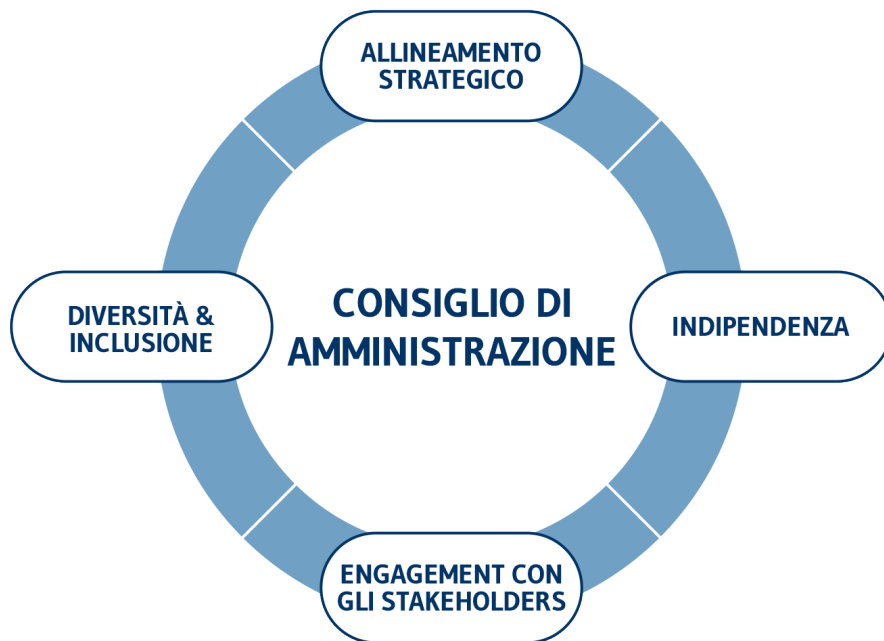 ALLINEAMENTO
STRATEGICO
DIVERSITÀ &
INCLUSIONE
CONSIGLIO DI
AMMINISTRAZIONE
INDIPENDENZA
ENGAGEMENT CON
GLI STAKEHOLDERS